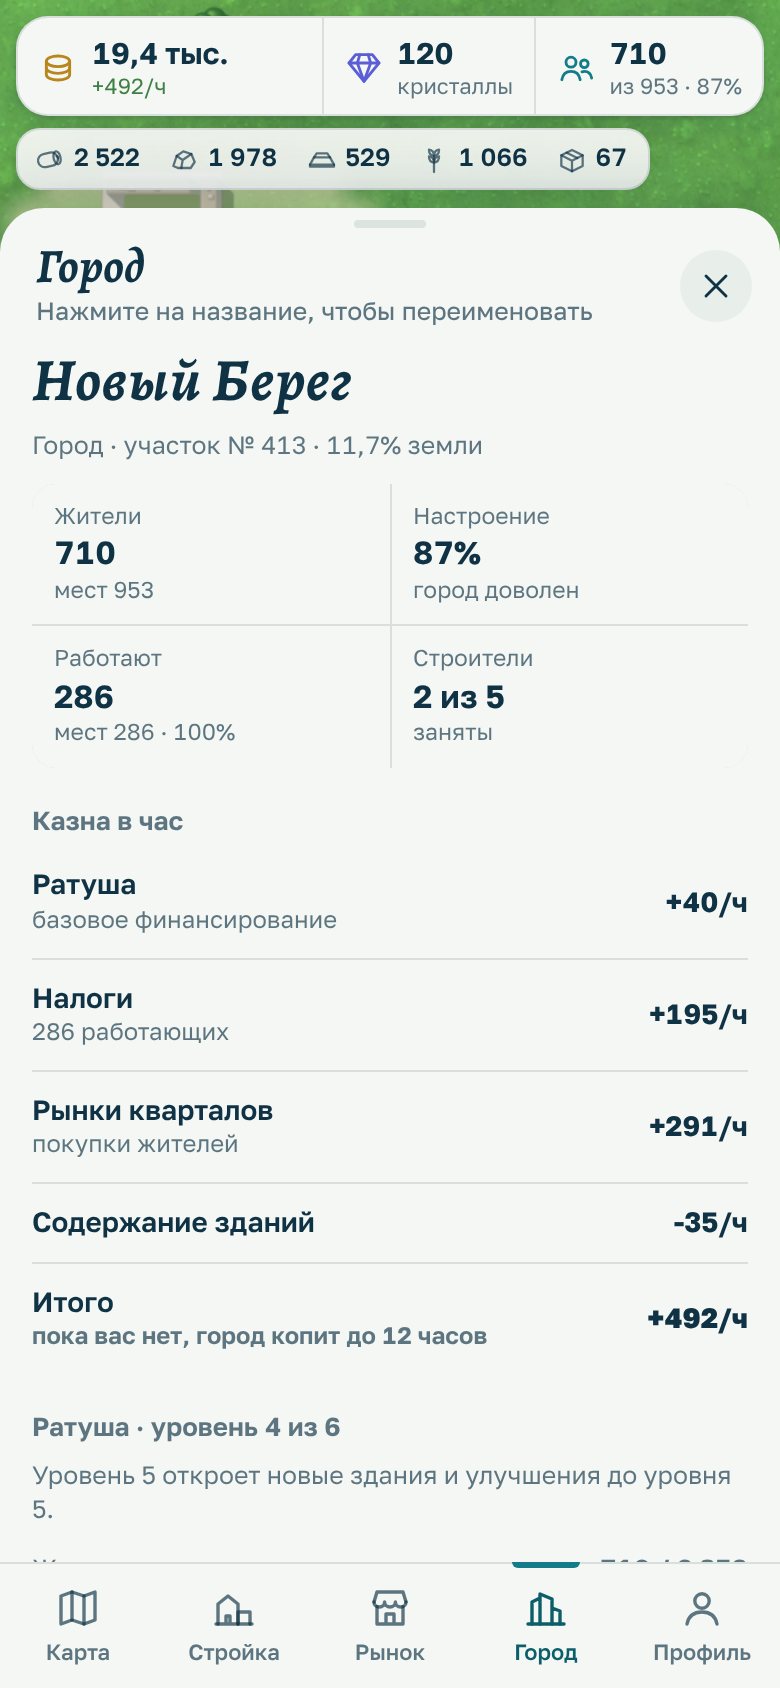 19,4 тыс.
+492/ч
120
кристаллы
710
из 953 · 87%
2 522
1 978
529
1 066
67
Город
Нажмите на название, чтобы переименовать
Новый Берег
Город · участок № 413 · 11,7% земли
Жители
710
мест 953
Настроение
87%
город доволен
Работают
286
мест 286 · 100%
Строители
2 из 5
заняты
Казна в час
Ратуша
базовое финансирование
+40/ч
Налоги
286 работающих
+195/ч
Рынки кварталов
покупки жителей
+291/ч
Содержание зданий
-35/ч
Итого
пока вас нет, город копит до 12 часов
+492/ч
Ратуша · уровень 4 из 6
Уровень 5 откроет новые здания и улучшения до уровня
5.
Карта
Стройка
Рынок
Город
Профиль